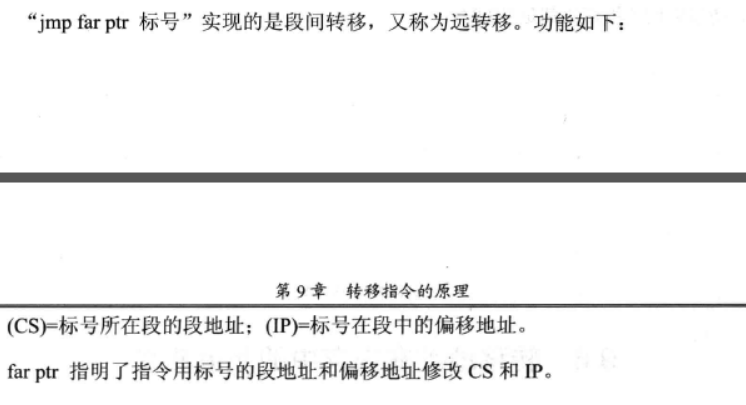 “jmp far ptr 标号”实现的是段间转移，又称为远转移。功能如下：
第 9 章 转移指令的原理
(CS)=标号所在段的段地址；(IP)=标号在段中的偏移地址。
far ptr 指明了指令用标号的段地址和偏移地址修改 CS 和 IP。